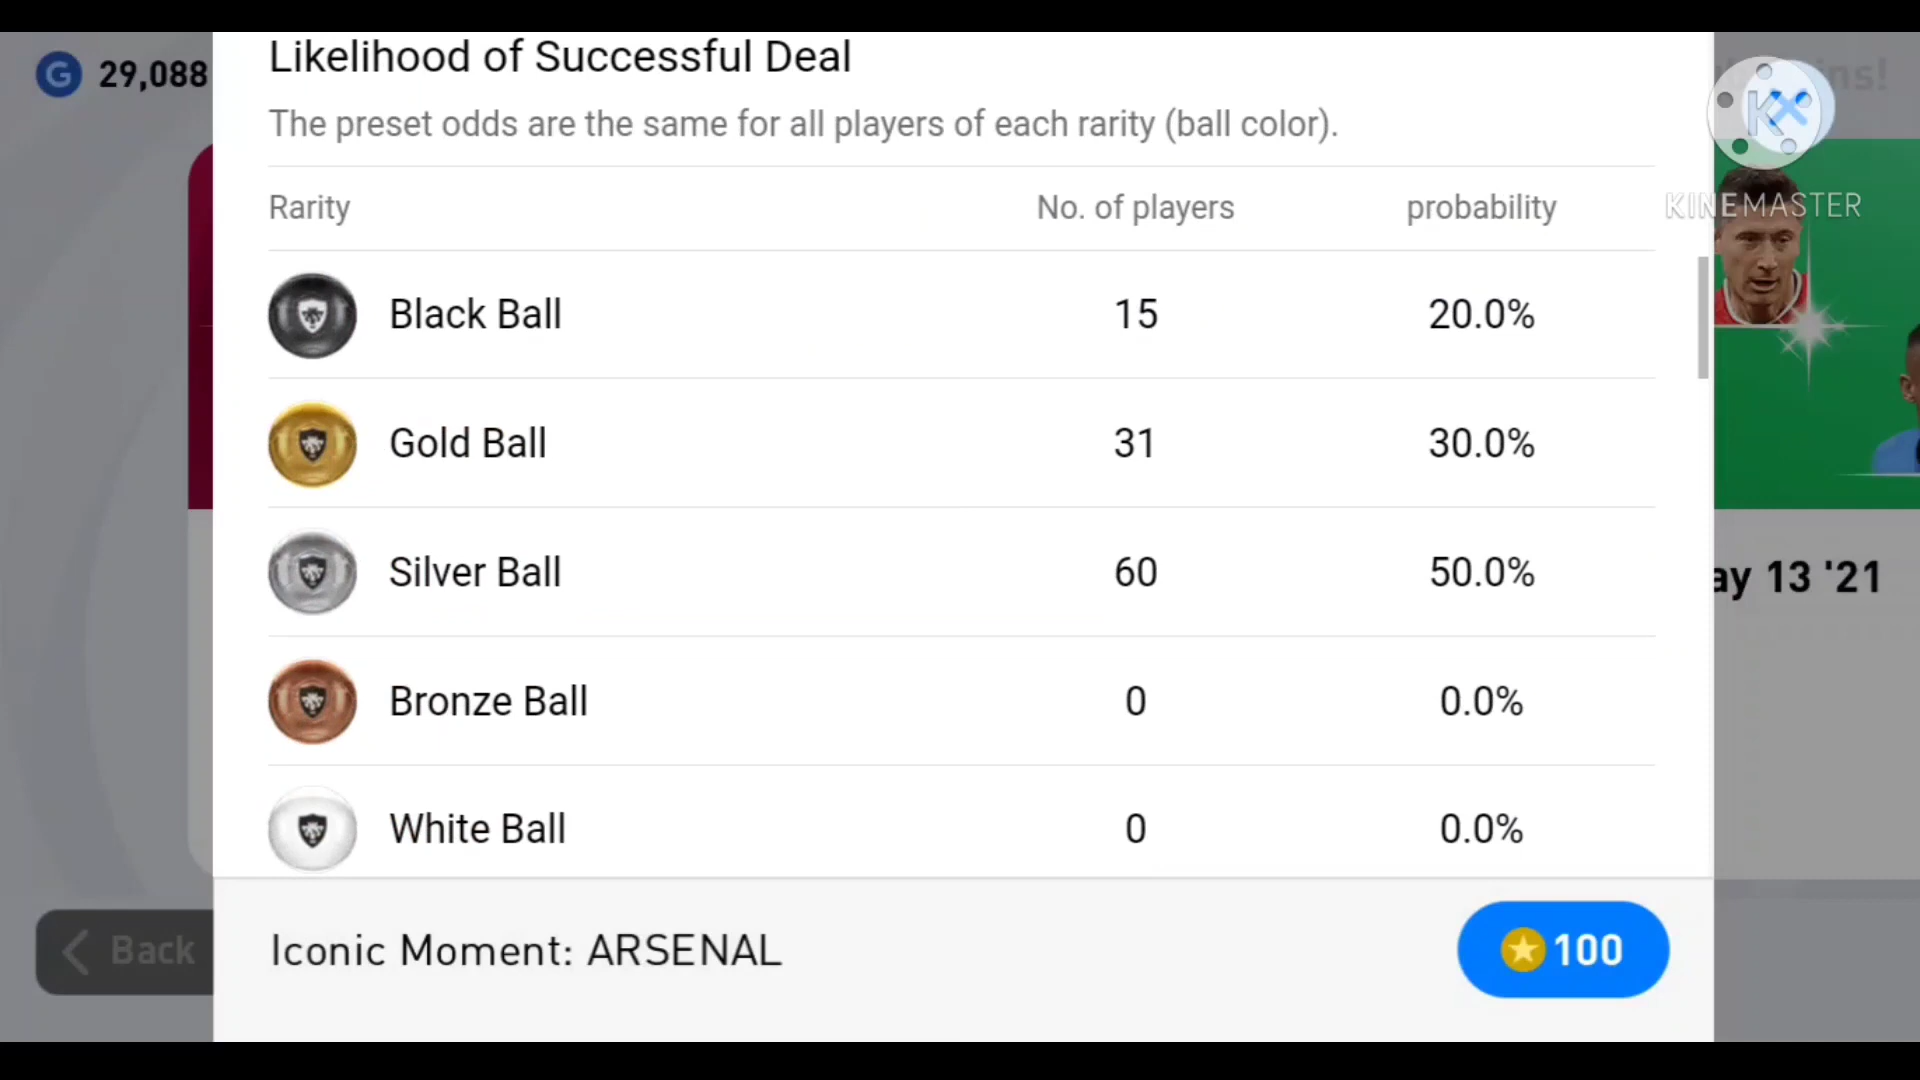 Likelihood of Successful Deal
G 29,088
The preset odds are the same for all players of each rarity (ball color).
Rarity No. of players probability
KINEMASTER
Black Ball 15 20.0%
Gold Ball 31 30.0%
Silver Ball 60 50.0%
ay 13 '21
Bronze Ball 0 0.0%
White Ball 0 0.0%
Back
Iconic Moment: ARSENAL 100